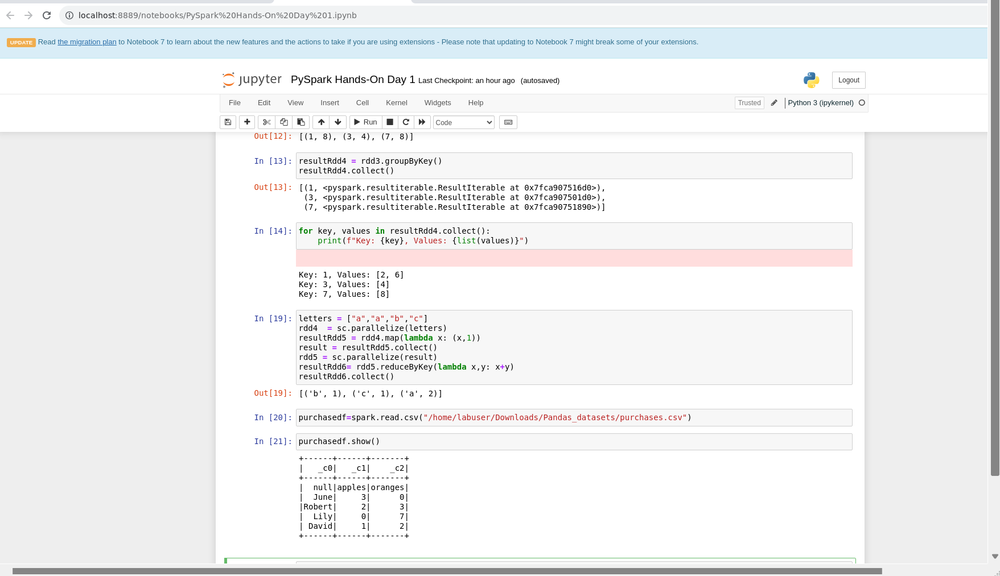 localhost:8889/notebooks/PySpark%20Hands-On%20Day%201.ipynb
UPDATE Read the migration plan to Notebook 7 to learn about the new features and the actions to take if you are using extensions - Please note that updating to Notebook 7 might break some of your extensions.
jupyter PySpark Hands-On Day 1 Last Checkpoint: an hour ago (autosaved) Logout
File Edit View Insert Cell Kernel Widgets Help Trusted Python 3 (ipykernel)
Run Code
Out[12]: [(1, 8), (3, 4), (7, 8)]
In [13]: resultRdd4 = rdd3.groupByKey()
resultRdd4.collect()
Out[13]: [(1, <pyspark.resultiterable.ResultIterable at 0x7fca907516d0>),
(3, <pyspark.resultiterable.ResultIterable at 0x7fca907501d0>),
(7, <pyspark.resultiterable.ResultIterable at 0x7fca90751890>)]
In [14]: for key, values in resultRdd4.collect():
    print(f"Key: {key}, Values: {list(values)}")
Key: 1, Values: [2, 6]
Key: 3, Values: [4]
Key: 7, Values: [8]
In [19]: letters = ["a","a","b","c"]
rdd4  = sc.parallelize(letters)
resultRdd5 = rdd4.map(lambda x: (x,1))
result = resultRdd5.collect()
rdd5 = sc.parallelize(result)
resultRdd6= rdd5.reduceByKey(lambda x,y: x+y)
resultRdd6.collect()
Out[19]: [('b', 1), ('c', 1), ('a', 2)]
In [20]: purchasedf=spark.read.csv("/home/labuser/Downloads/Pandas_datasets/purchases.csv")
In [21]: purchasedf.show()
+------+------+-------+
|   _c0|   _c1|    _c2|
+------+------+-------+
|  null|apples|oranges|
|  June|     3|      0|
|Robert|     2|      3|
|  Lily|     0|      7|
| David|     1|      2|
+------+------+-------+